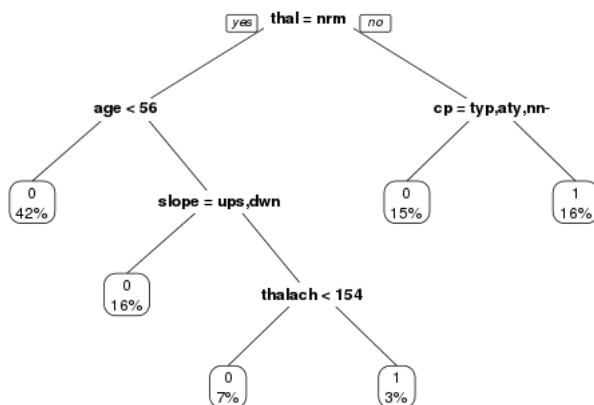 thal = nrm
yes
no
age < 56
cp = typ,aty,nn-
0
42%
slope = ups,dwn
0
15%
1
16%
0
16%
thalach < 154
0
7%
1
3%